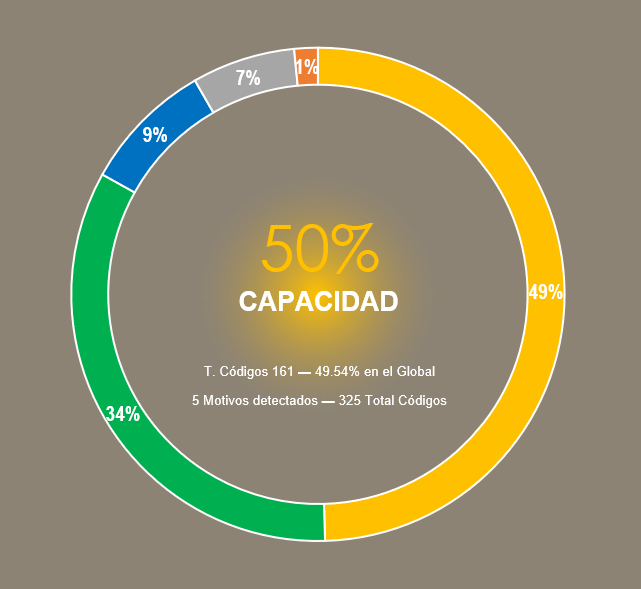 1%
7%
9%
50%
CAPACIDAD
49%
T. Códigos 161 — 49.54% en el Global
5 Motivos detectados — 325 Total Códigos
34%